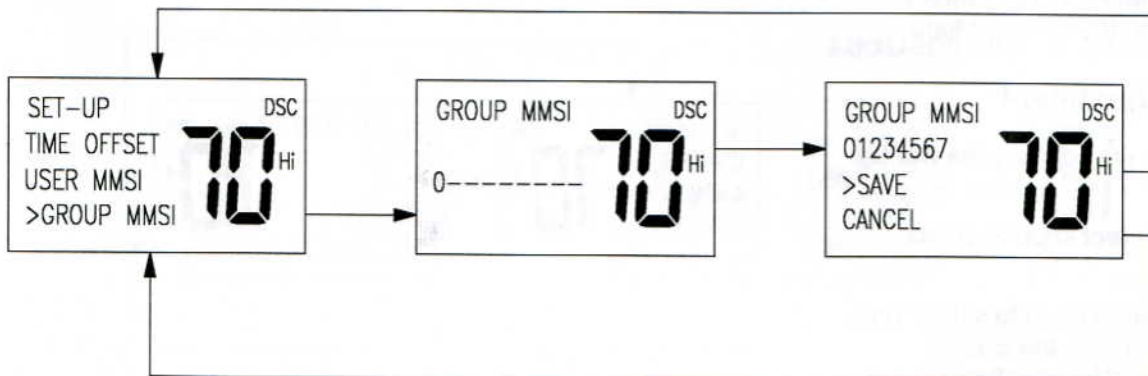 SET-UP
TIME OFFSET
USER MMSI
>GROUP MMSI
DSC
70
Hi
GROUP MMSI
0--------
DSC
70
Hi
GROUP MMSI
01234567
>SAVE
CANCEL
DSC
70
Hi